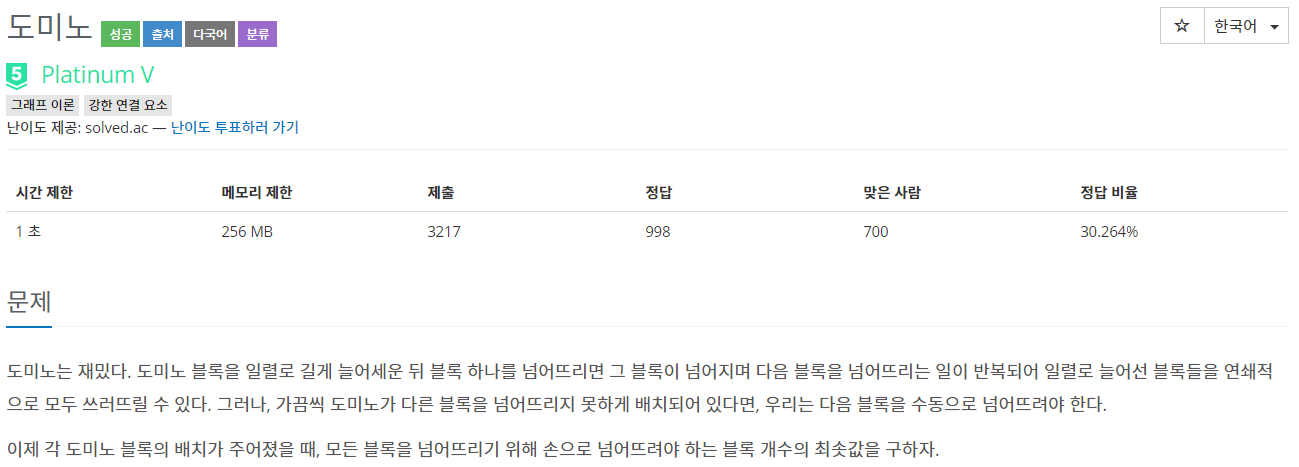 도미노 성공 출처 다국어 분류 ☆ 한국어
5 Platinum V
그래프 이론 강한 연결 요소
난이도 제공: solved.ac — 난이도 투표하러 가기
시간 제한 메모리 제한 제출 정답 맞은 사람 정답 비율
1 초 256 MB 3217 998 700 30.264%
문제
도미노는 재밌다. 도미노 블록을 일렬로 길게 늘어세운 뒤 블록 하나를 넘어뜨리면 그 블록이 넘어지며 다음 블록을 넘어뜨리는 일이 반복되어 일렬로 늘어선 블록들을 연쇄적
으로 모두 쓰러뜨릴 수 있다. 그러나, 가끔씩 도미노가 다른 블록을 넘어뜨리지 못하게 배치되어 있다면, 우리는 다음 블록을 수동으로 넘어뜨려야 한다.
이제 각 도미노 블록의 배치가 주어졌을 때, 모든 블록을 넘어뜨리기 위해 손으로 넘어뜨려야 하는 블록 개수의 최솟값을 구하자.